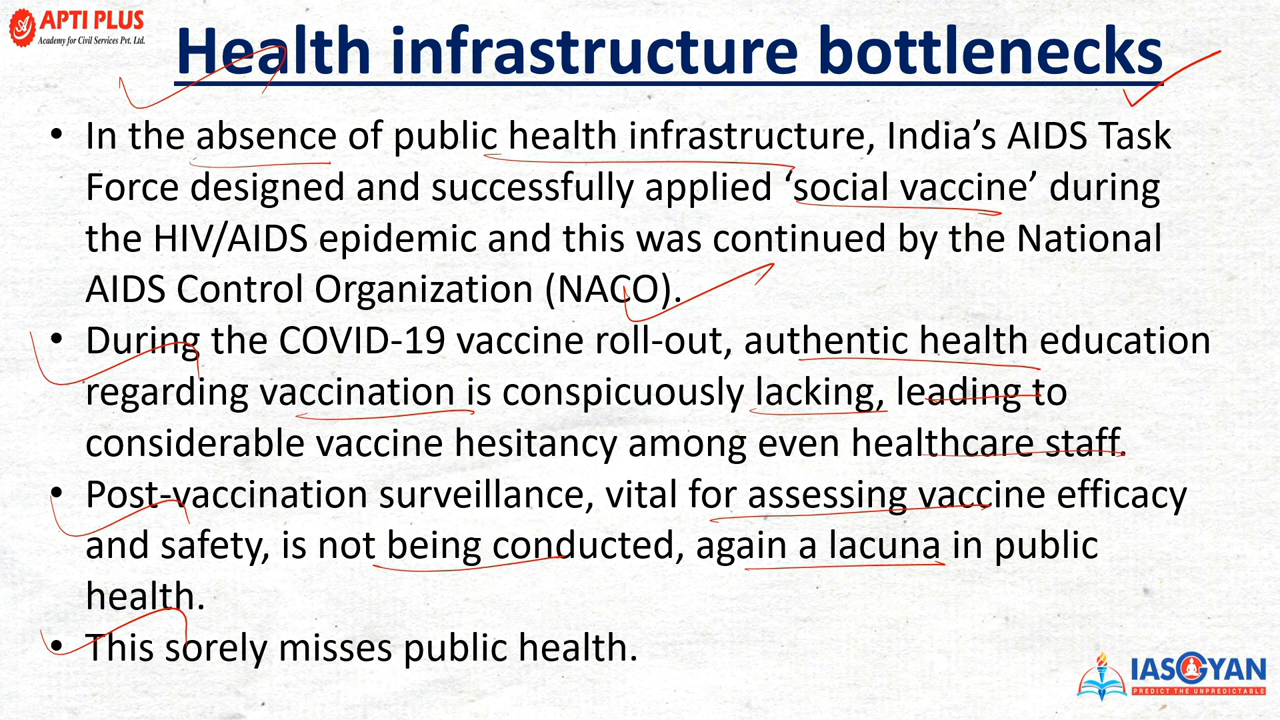 APTI PLUS
Academy for Civil Services Pvt. Ltd.
Health infrastructure bottlenecks
• In the absence of public health infrastructure, India’s AIDS Task
Force designed and successfully applied ‘social vaccine’ during
the HIV/AIDS epidemic and this was continued by the National
AIDS Control Organization (NACO).
• During the COVID-19 vaccine roll-out, authentic health education
regarding vaccination is conspicuously lacking, leading to
considerable vaccine hesitancy among even healthcare staff.
• Post-vaccination surveillance, vital for assessing vaccine efficacy
and safety, is not being conducted, again a lacuna in public
health.
• This sorely misses public health.
IASGYAN
PREDICT THE UNPREDICTABLE